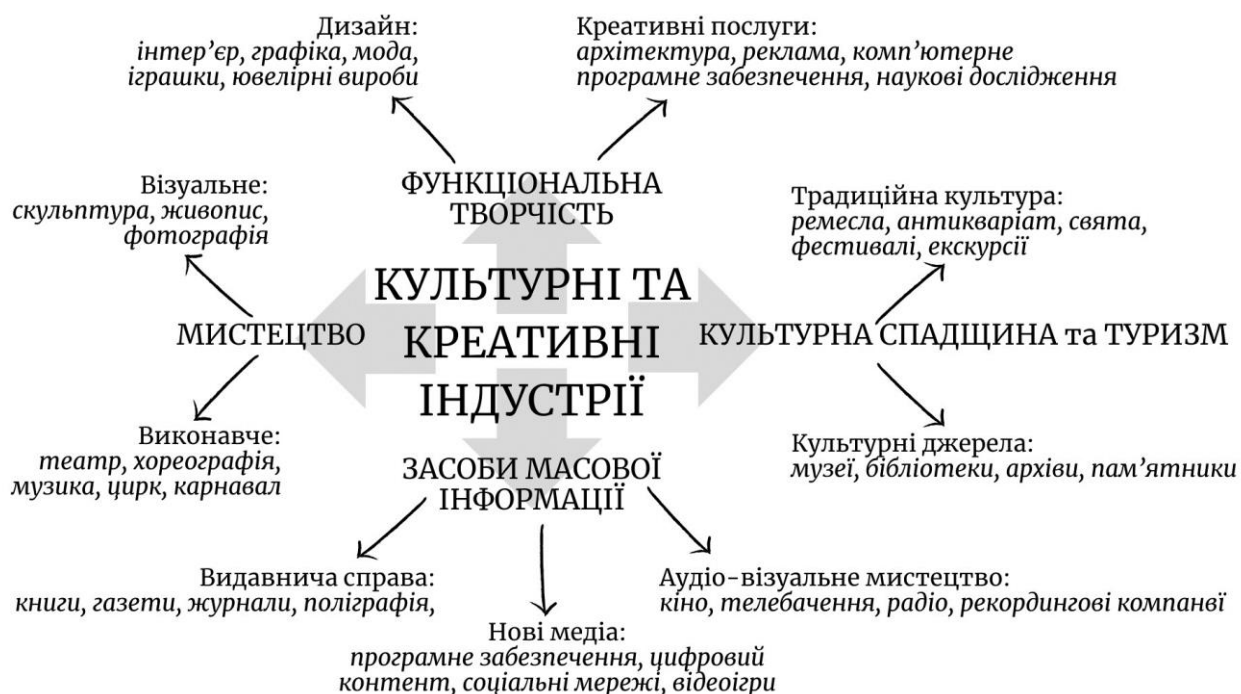 Дизайн:
інтер’єр, графіка, мода,
іграшки, ювелірні вироби
Креативні послуги:
архітектура, реклама, комп’ютерне
програмне забезпечення, наукові дослідження
ФУНКЦІОНАЛЬНА
ТВОРЧІСТЬ
Візуальне:
скульптура, живопис,
фотографія
Традиційна культура:
ремесла, антикваріат, свята,
фестивалі, екскурсії
КУЛЬТУРНІ ТА
КРЕАТИВНІ
ІНДУСТРІЇ
МИСТЕЦТВО
КУЛЬТУРНА СПАДЩИНА та ТУРИЗМ
Виконавче:
театр, хореографія,
музика, цирк, карнавал
Культурні джерела:
музеї, бібліотеки, архіви, пам’ятники
ЗАСОБИ МАСОВОЇ
ІНФОРМАЦІЇ
Видавнича справа:
книги, газети, журнали, поліграфія,
Аудіо-візуальне мистецтво:
кіно, телебачення, радіо, рекордингові компанвї
Нові медіа:
програмне забезпечення, цифровий
контент, соціальні мережі, відеоігри